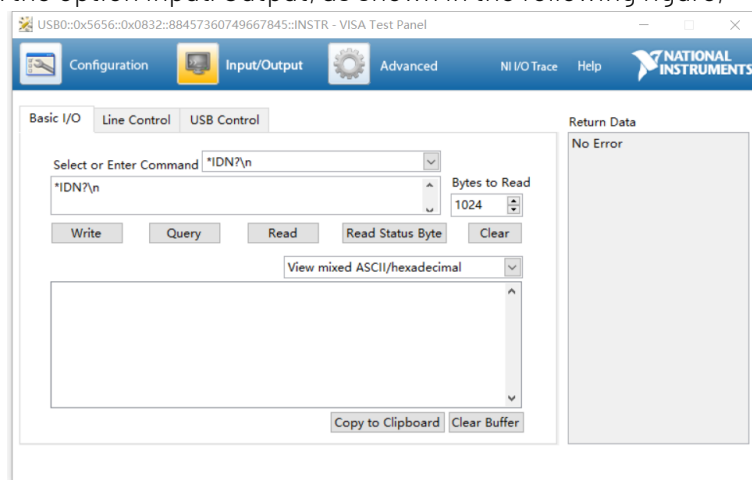 the option Input/Output, as shown in the following figure,
USB0::0x5656::0x0832::88457360749667845::INSTR - VISA Test Panel
Configuration Input/Output Advanced NI I/O Trace Help NATIONAL INSTRUMENTS
Basic I/O Line Control USB Control
Return Data
No Error
Select or Enter Command *IDN?\n
*IDN?\n
Bytes to Read
1024
Write Query Read Read Status Byte Clear
View mixed ASCII/hexadecimal
Copy to Clipboard Clear Buffer